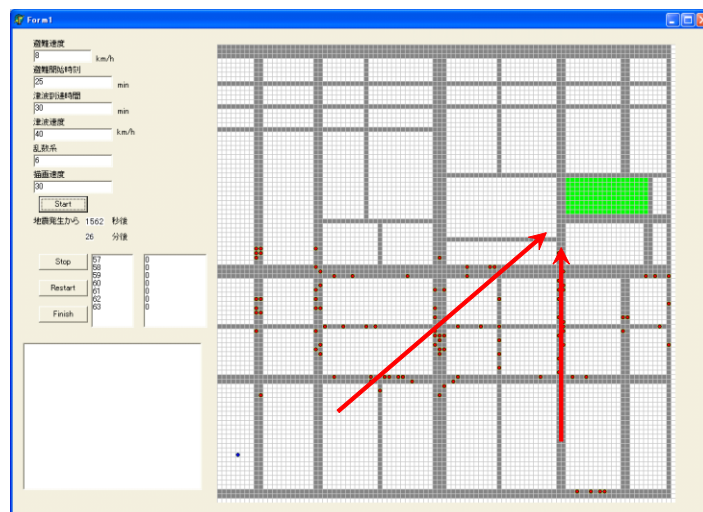 Form1
避難速度
8
km/h
避難開始時刻
25
min
津波到達時間
30
min
津波速度
40
km/h
乱数系
6
描画速度
30
Start
地震発生から 1562 秒後
26 分後
Stop
Restart
Finish
57
58
59
60
61
62
63
0
0
0
0
0
0
0